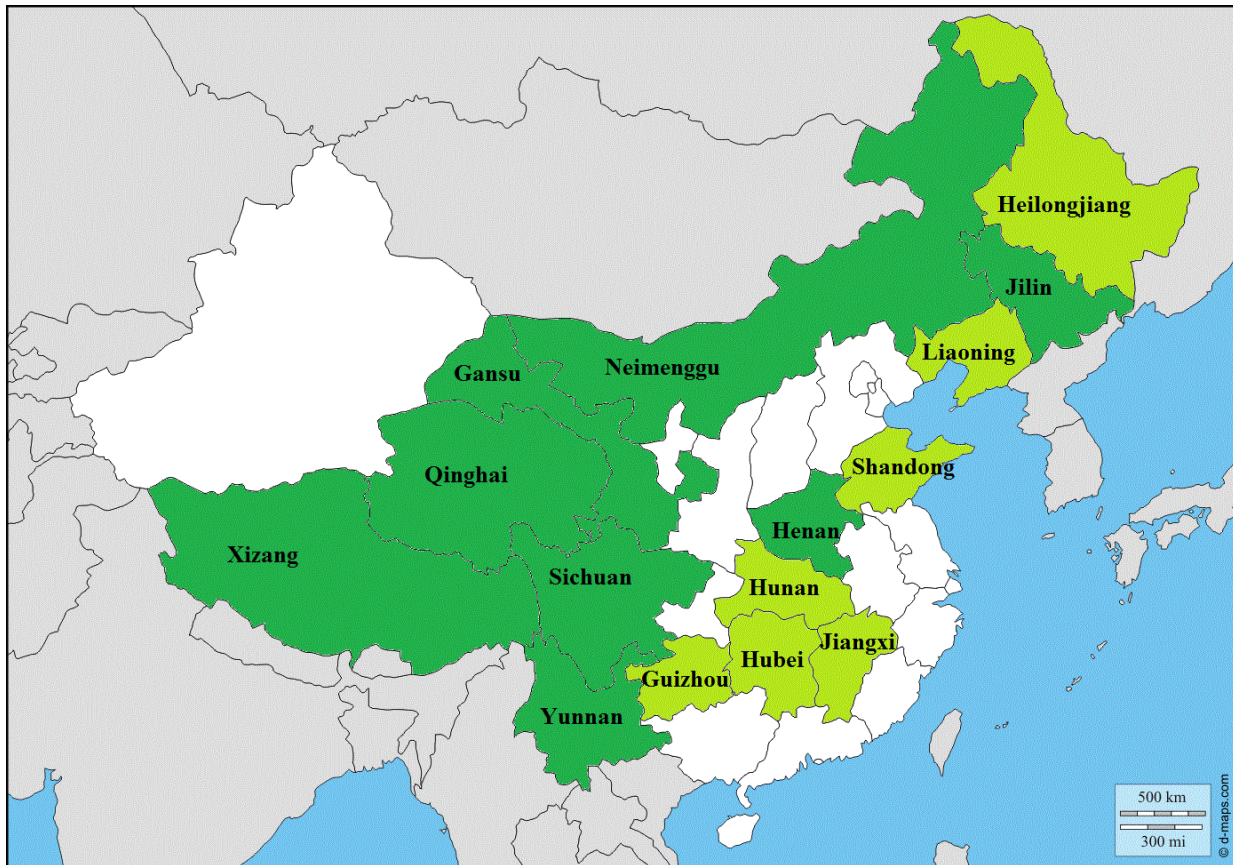 Heilongjiang
Jilin
Liaoning
Neimenggu
Gansu
Shandong
Qinghai
Henan
Xizang
Sichuan
Hunan
Jiangxi
Hubei
Guizhou
Yunnan
500 km
300 mi
© d-maps.com